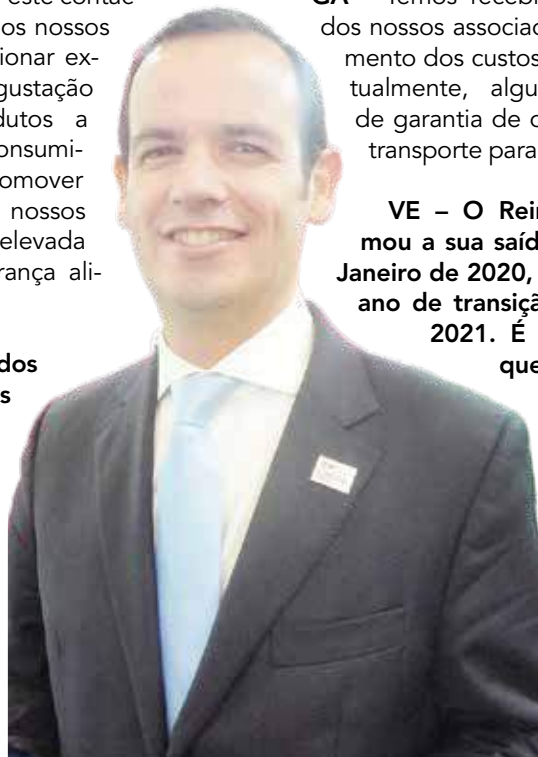 este contac
os nossos
ionar ex-
gustação
dutos a
onsumi-
omover
nossos
elevada
rança ali-
dos
s
GA – Temos recebi
dos nossos associad
mento dos custos
tualmente, algu
de garantia de c
transporte para
VE – O Rein
mou a sua saíd
Janeiro de 2020,
ano de transiçã
2021. É
que